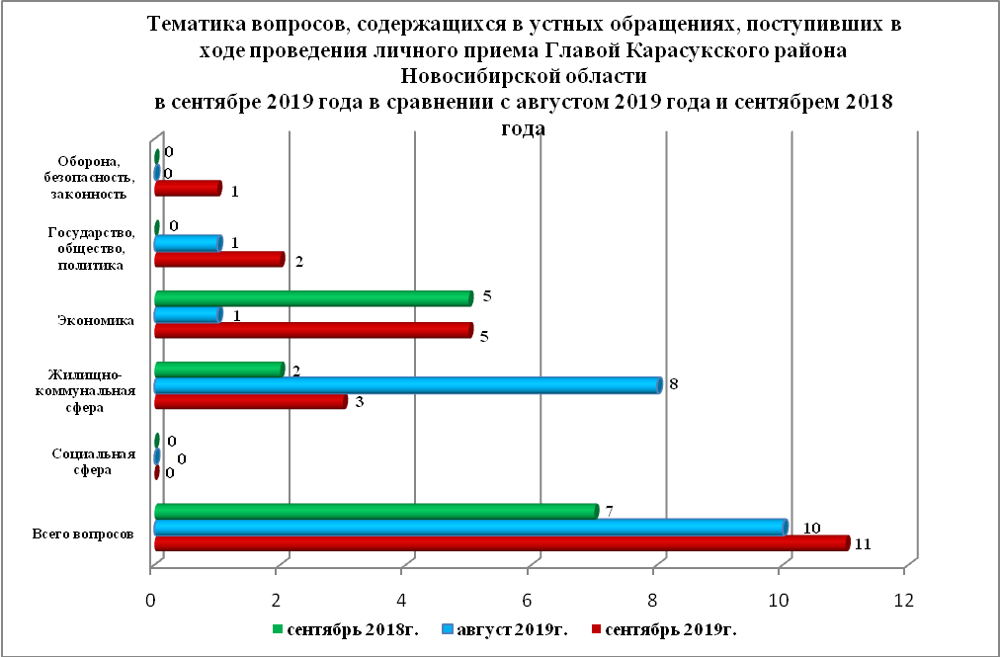 Тематика вопросов, содержащихся в устных обращениях, поступивших в
ходе проведения личного приема Главой Карасукского района
Новосибирской области
в сентябре 2019 года в сравнении с августом 2019 года и сентябрем 2018
года
Оборона,
безопасность,
законность
0
0
1
Государство,
общество,
политика
0
1
2
Экономика
5
1
5
Жилищно-
коммунальная
сфера
2
8
3
Социальная
сфера
0
0
0
Всего вопросов
7
10
11
0 2 4 6 8 10 12
сентябрь 2018г. август 2019г. сентябрь 2019г.